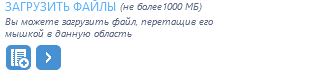 ЗАГРУЗИТЬ ФАЙЛЫ (не более1000 МБ)
Вы можете загрузить файл, перетащив его
мышкой в данную область